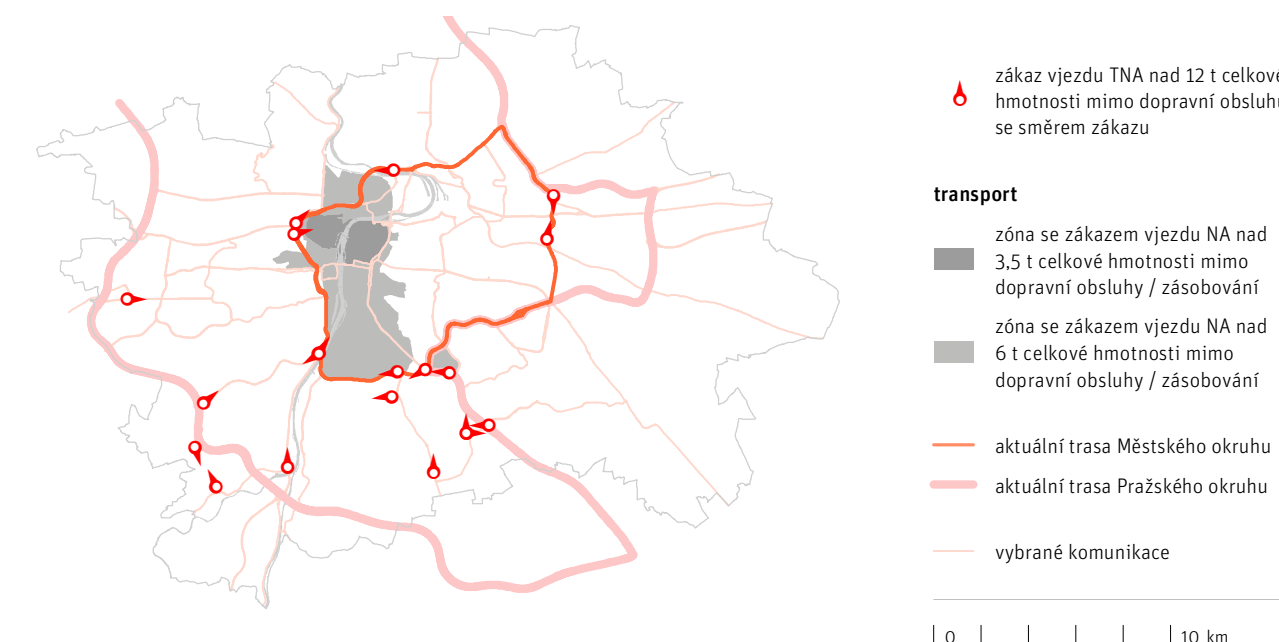 zákaz vjezdu TNA nad 12 t celkové
hmotnosti mimo dopravní obsluhu
se směrem zákazu
transport
zóna se zákazem vjezdu NA nad
3,5 t celkové hmotnosti mimo
dopravní obsluhy / zásobování
zóna se zákazem vjezdu NA nad
6 t celkové hmotnosti mimo
dopravní obsluhy / zásobování
aktuální trasa Městského okruhu
aktuální trasa Pražského okruhu
vybrané komunikace
0 10 km